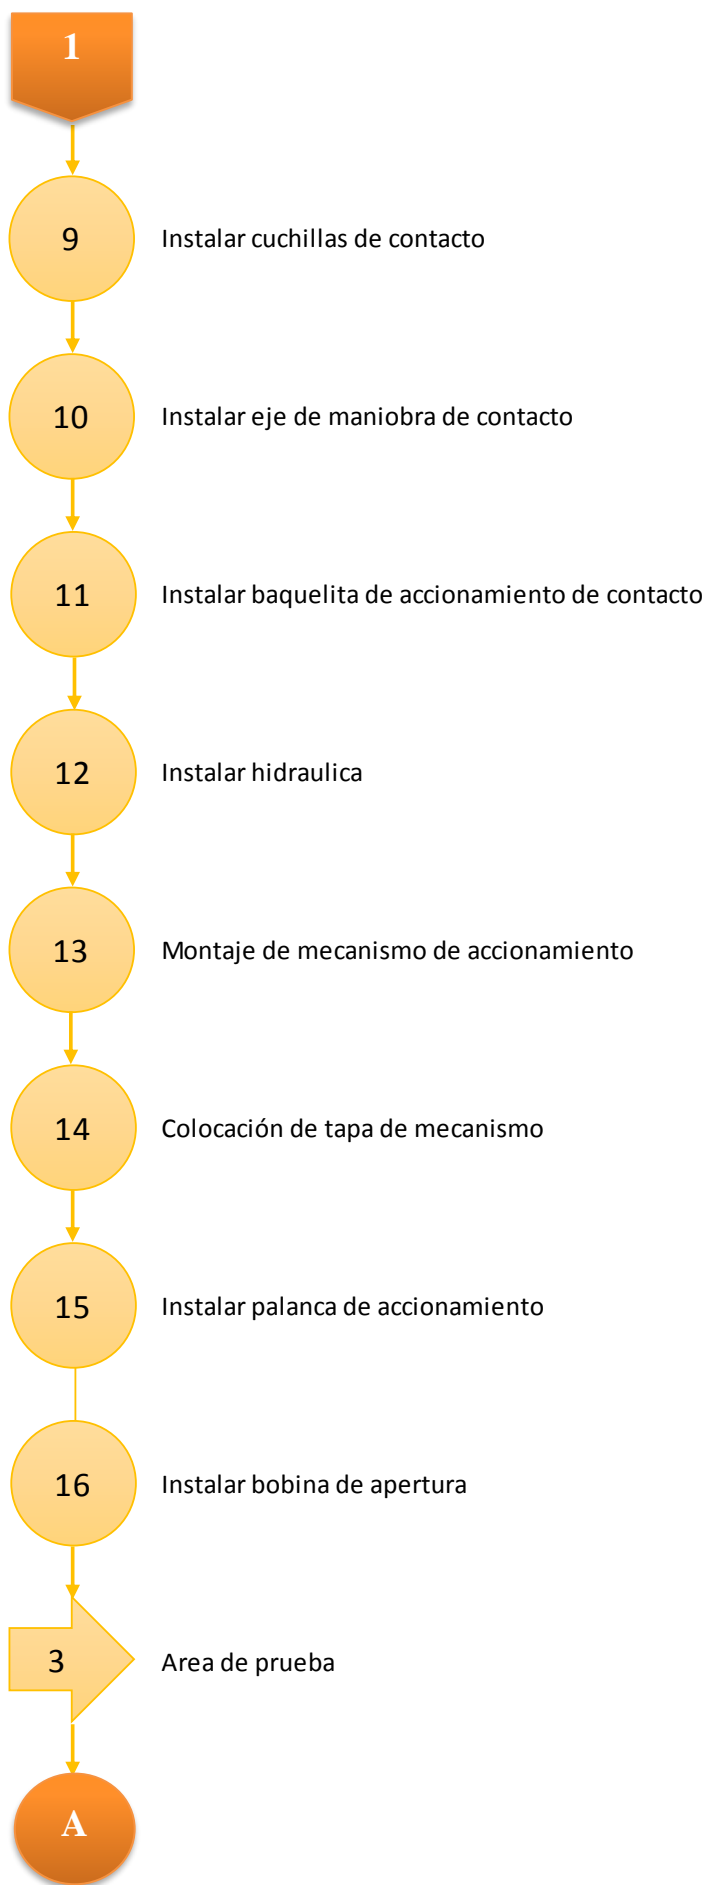 1
9 Instalar cuchillas de contacto
10 Instalar eje de maniobra de contacto
11 Instalar baquelita de accionamiento de contacto
12 Instalar hidraulica
13 Montaje de mecanismo de accionamiento
14 Colocación de tapa de mecanismo
15 Instalar palanca de accionamiento
16 Instalar bobina de apertura
3 Area de prueba
A